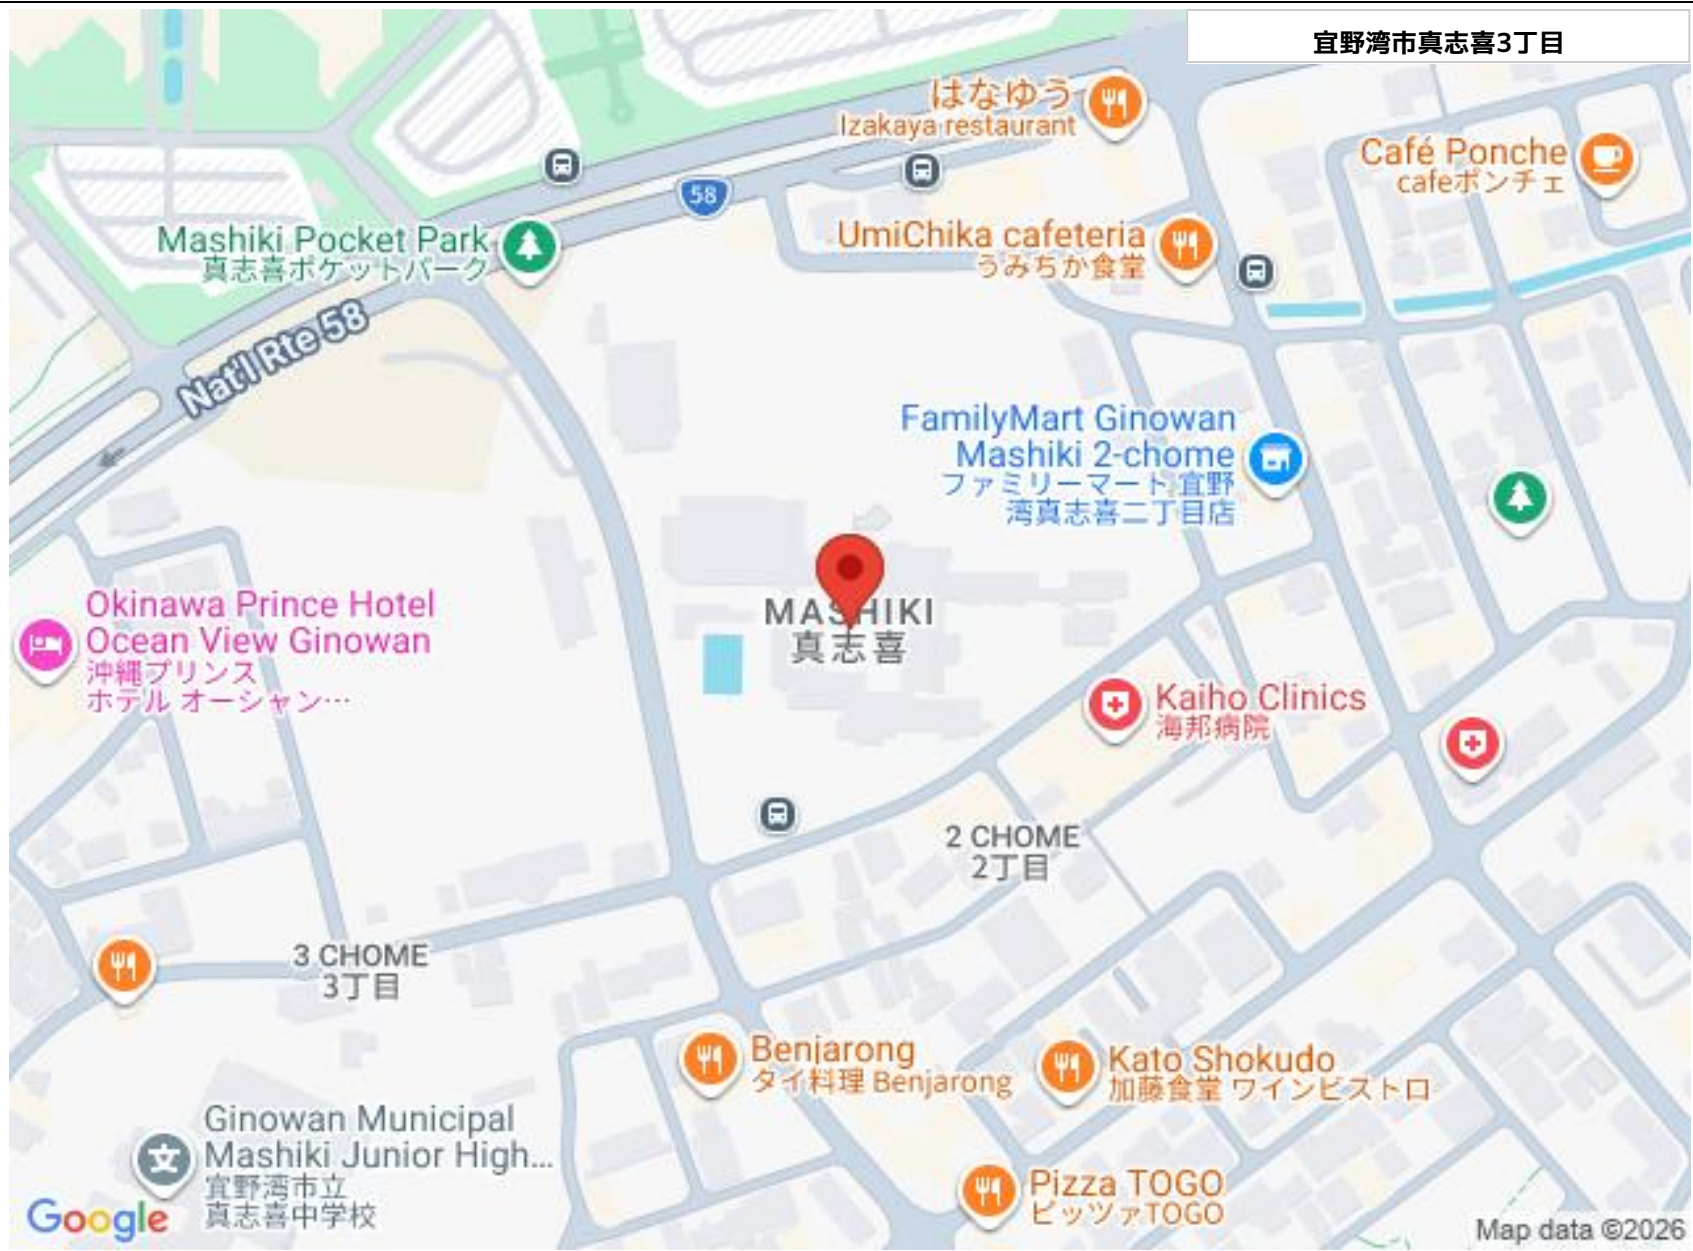 宜野湾市真志喜3丁目
はなゆう
Izakaya restaurant
Café Ponche
cafeポンチェ
58
Mashiki Pocket Park
真志喜ポケットパーク
UmiChika cafeteria
うみちか食堂
Nat'l Rte 58
FamilyMart Ginowan
Mashiki 2-chome
ファミリーマート 宜野
湾真志喜二丁目店
Okinawa Prince Hotel
Ocean View Ginowan
沖縄プリンス
ホテル オーシャン…
MASHIKI
真志喜
Kaiho Clinics
海邦病院
2 CHOME
2丁目
3 CHOME
3丁目
Benjarong
タイ料理 Benjarong
Kato Shokudo
加藤食堂 ワインビストロ
Ginowan Municipal
Mashiki Junior High...
宜野湾市立
真志喜中学校
文
Pizza TOGO
ピッツァTOGO
Google
Map data ©2026